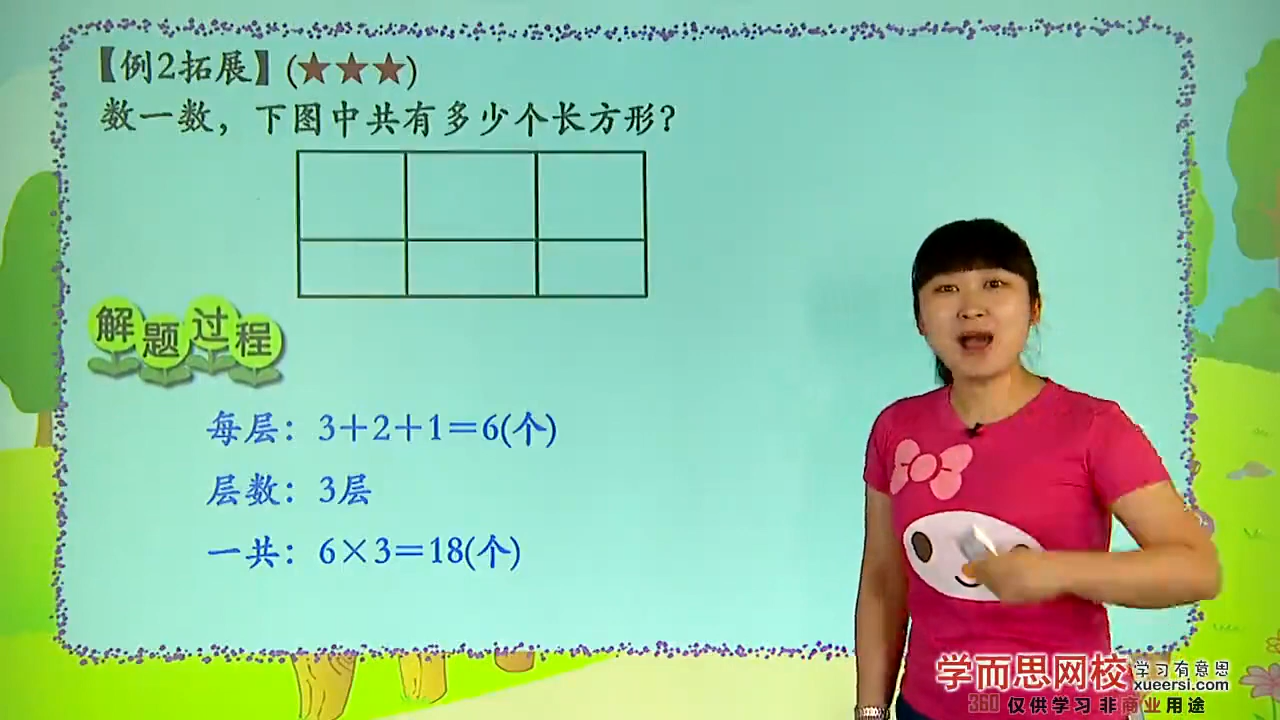 【例2拓展】(★★★)
数一数，下图中共有多少个长方形？
解题过程
每层：3+2+1=6(个)
层数：3层
一共：6×3=18(个)
学而思网校 学习有意思
xueersi.com
360 仅供学习 非商业用途